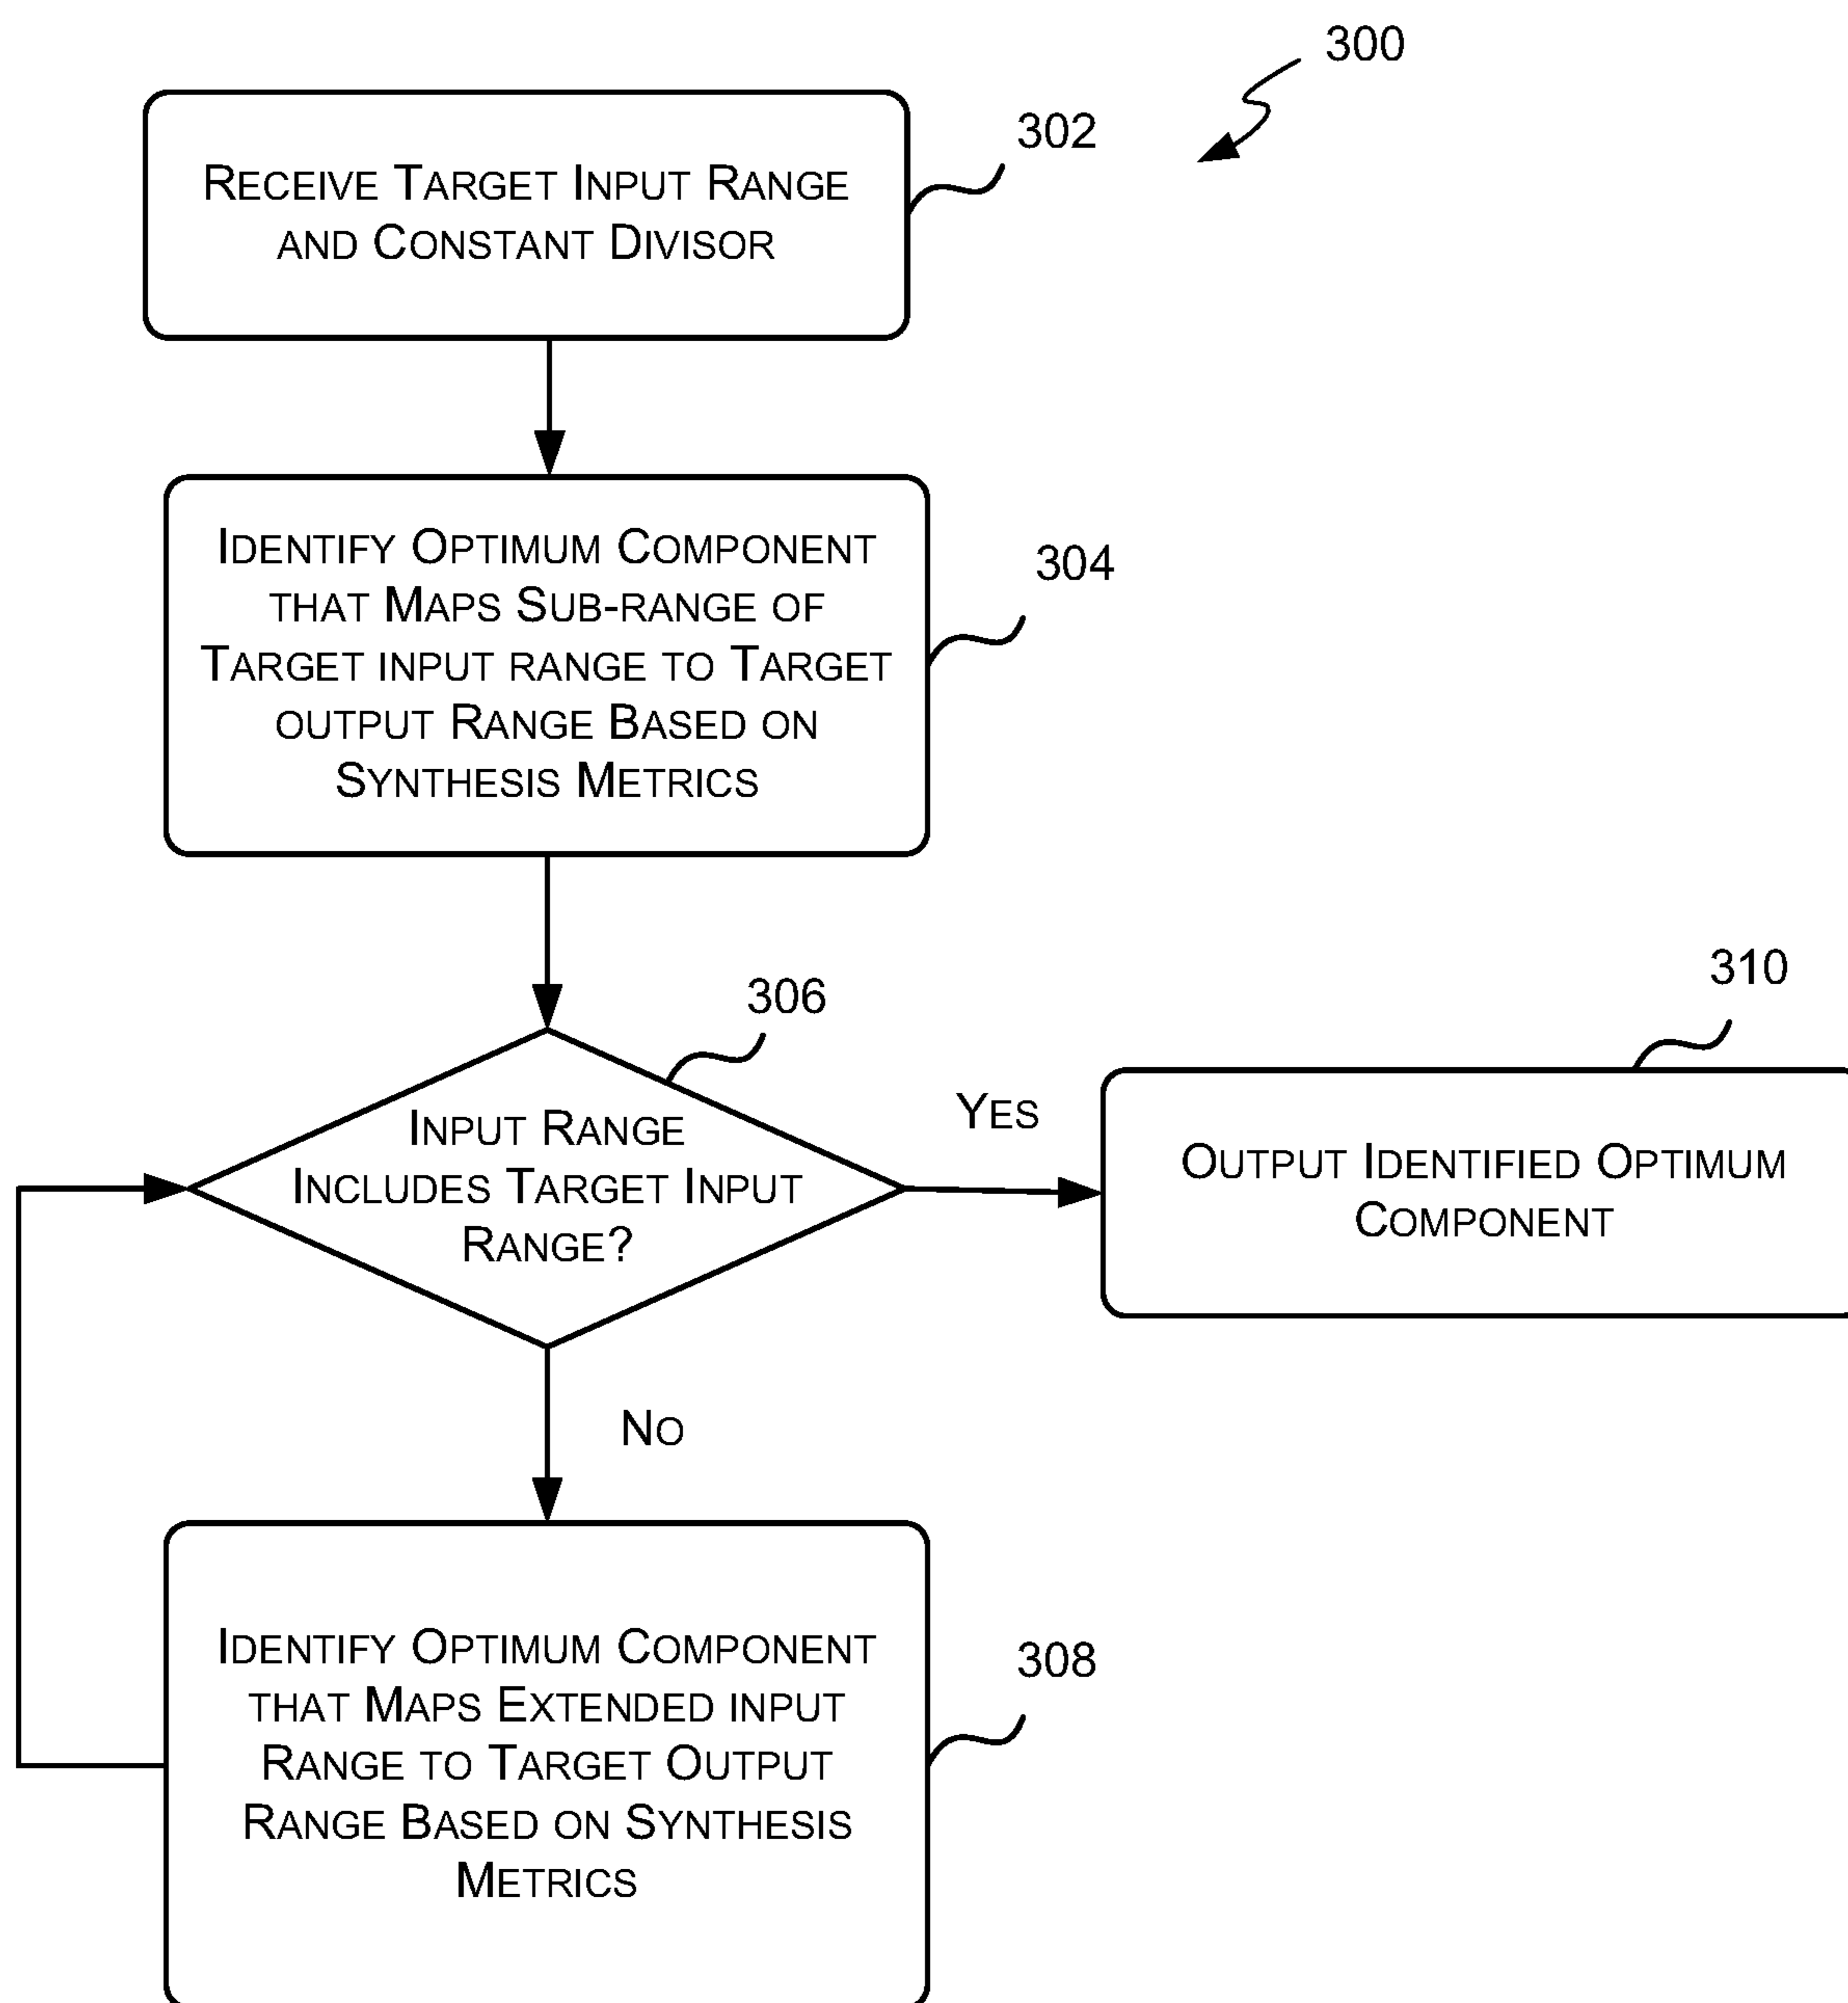 300
302
Receive Target Input Range
and Constant Divisor
304
Identify Optimum Component
that Maps Sub-range of
Target input range to Target
output Range Based on
Synthesis Metrics
306
310
Input Range
Includes Target Input
Range?
Yes
Output Identified Optimum
Component
No
308
Identify Optimum Component
that Maps Extended input
Range to Target Output
Range Based on Synthesis
Metrics